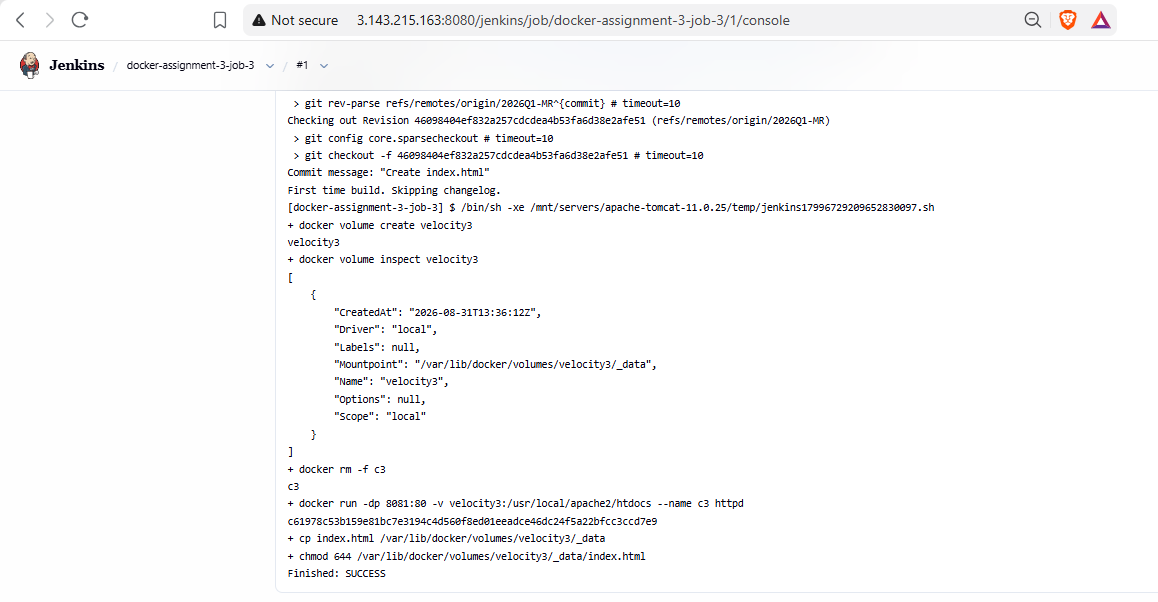 Not secure 3.143.215.163:8080/jenkins/job/docker-assignment-3-job-3/1/console
Jenkins / docker-assignment-3-job-3 / #1
> git rev-parse refs/remotes/origin/2026Q1-MR^{commit} # timeout=10
Checking out Revision 46098404ef832a257cdcdea4b53fa6d38e2afe51 (refs/remotes/origin/2026Q1-MR)
> git config core.sparsecheckout # timeout=10
> git checkout -f 46098404ef832a257cdcdea4b53fa6d38e2afe51 # timeout=10
Commit message: "Create index.html"
First time build. Skipping changelog.
[docker-assignment-3-job-3] $ /bin/sh -xe /mnt/servers/apache-tomcat-11.0.25/temp/jenkins17996729209652830097.sh
+ docker volume create velocity3
velocity3
+ docker volume inspect velocity3
[
    {
        "CreatedAt": "2026-08-31T13:36:12Z",
        "Driver": "local",
        "Labels": null,
        "Mountpoint": "/var/lib/docker/volumes/velocity3/_data",
        "Name": "velocity3",
        "Options": null,
        "Scope": "local"
    }
]
+ docker rm -f c3
c3
+ docker run -dp 8081:80 -v velocity3:/usr/local/apache2/htdocs --name c3 httpd
c61978c53b159e81bc7e3194c4d560f8ed01eeadce46dc24f5a22bfcc3ccd7e9
+ cp index.html /var/lib/docker/volumes/velocity3/_data
+ chmod 644 /var/lib/docker/volumes/velocity3/_data/index.html
Finished: SUCCESS